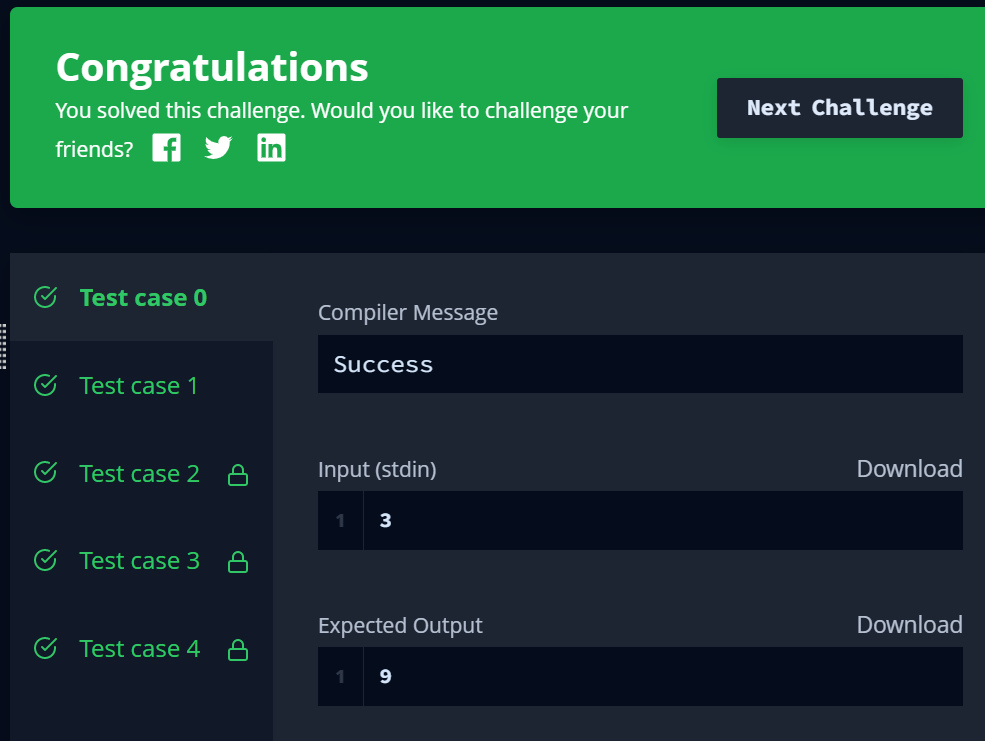 Congratulations
You solved this challenge. Would you like to challenge your
friends?
Next Challenge
Test case 0
Test case 1
Test case 2
Test case 3
Test case 4
Compiler Message
Success
Input (stdin)
Download
1
3
Expected Output
Download
1
9